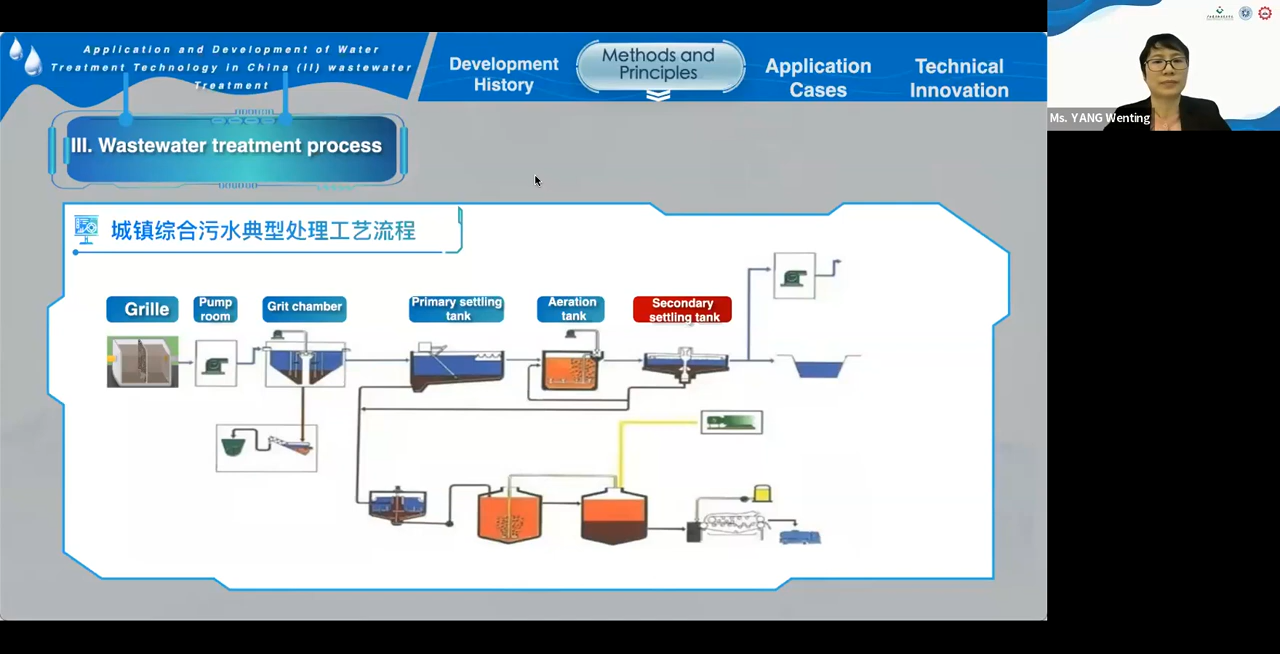 Application and Development of Water
Treatment Technology in China (II) wastewater
Treatment
Development
History
Methods and
Principles
Application
Cases
Technical
Innovation
Ms. YANG Wenting
III. Wastewater treatment process
城镇综合污水典型处理工艺流程
Grille
Pump
room
Grit chamber
Primary settling
tank
Aeration
tank
Secondary
settling tank